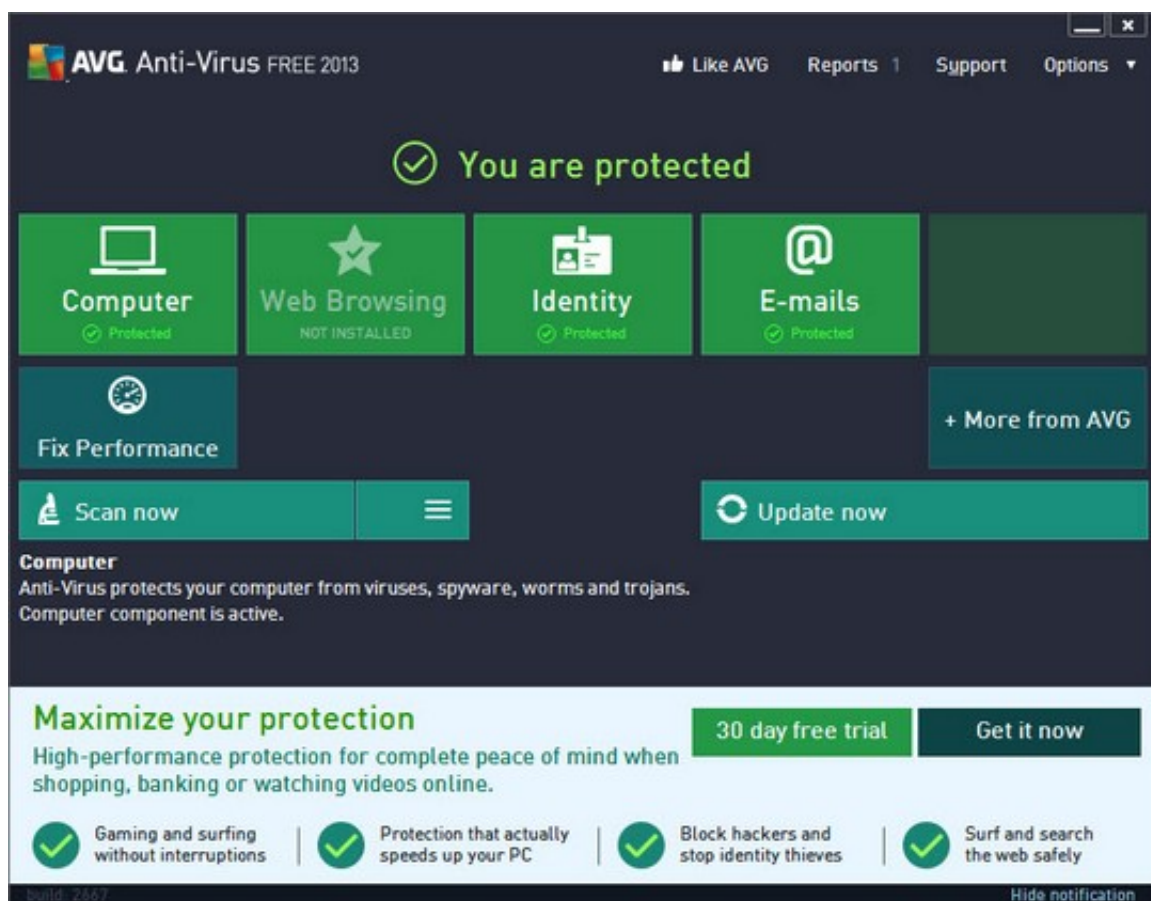 AVG. Anti-Virus FREE 2013
Like AVG Reports 1 Support Options
You are protected
Computer
Protected
Web Browsing
NOT INSTALLED
Identity
Protected
E-mails
Protected
Fix Performance
+ More from AVG
Scan now
Update now
Computer
Anti-Virus protects your computer from viruses, spyware, worms and trojans.
Computer component is active.
Maximize your protection
High-performance protection for complete peace of mind when
shopping, banking or watching videos online.
30 day free trial
Get it now
Gaming and surfing
without interruptions
Protection that actually
speeds up your PC
Block hackers and
stop identity thieves
Surf and search
the web safely
build: 2667
Hide notification